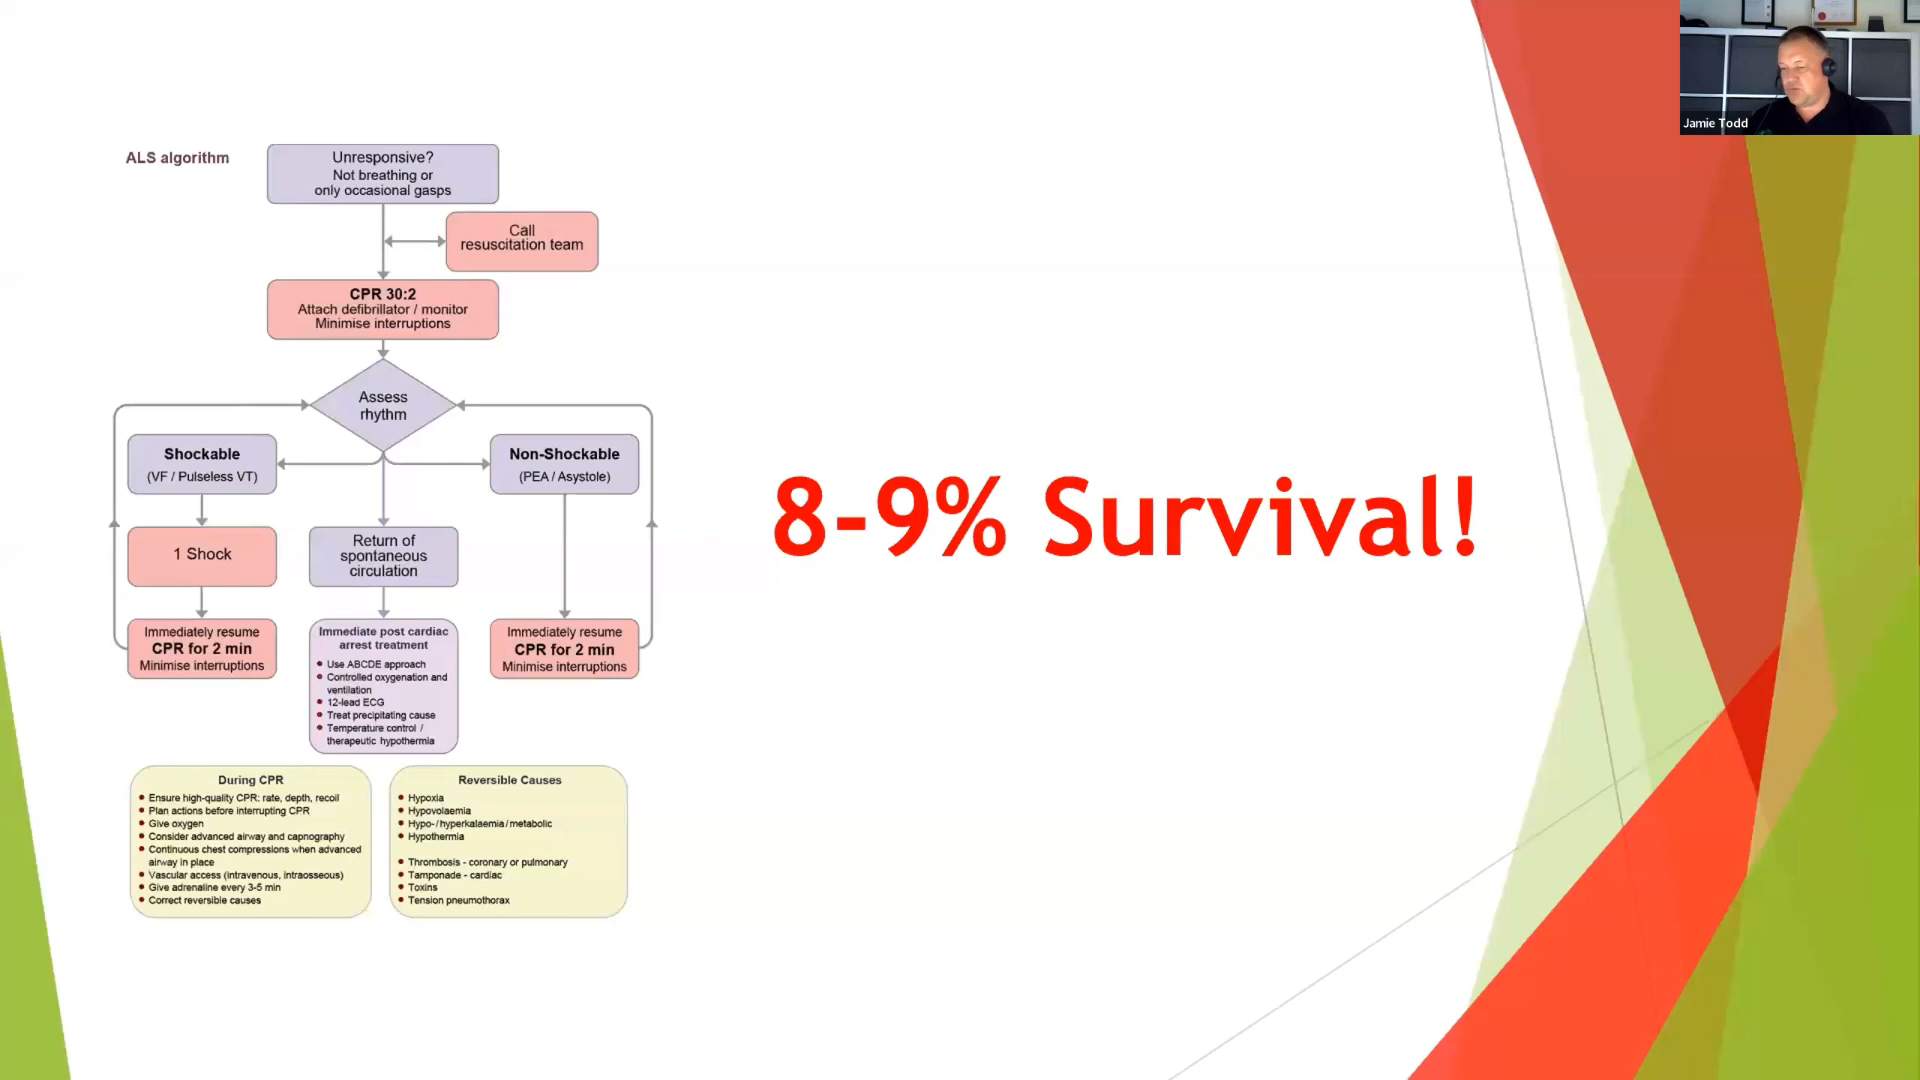 Jamie Todd
ALS algorithm
Unresponsive?
Not breathing or
only occasional gasps
Call
resuscitation team
CPR 30:2
Attach defibrillator / monitor
Minimise interruptions
Assess
rhythm
Shockable
(VF / Pulseless VT)
Non-Shockable
(PEA / Asystole)
1 Shock
Return of
spontaneous
circulation
Immediately resume
CPR for 2 min
Minimise interruptions
Immediate post cardiac
arrest treatment
• Use ABCDE approach
• Controlled oxygenation and
ventilation
• 12-lead ECG
• Treat precipitating cause
• Temperature control /
therapeutic hypothermia
Immediately resume
CPR for 2 min
Minimise interruptions
During CPR
• Ensure high-quality CPR: rate, depth, recoil
• Plan actions before interrupting CPR
• Give oxygen
• Consider advanced airway and capnography
• Continuous chest compressions when advanced
airway in place
• Vascular access (intravenous, intraosseous)
• Give adrenaline every 3-5 min
• Correct reversible causes
Reversible Causes
• Hypoxia
• Hypovolaemia
• Hypo-/hyperkalaemia/metabolic
• Hypothermia
• Thrombosis - coronary or pulmonary
• Tamponade - cardiac
• Toxins
• Tension pneumothorax
8-9% Survival!